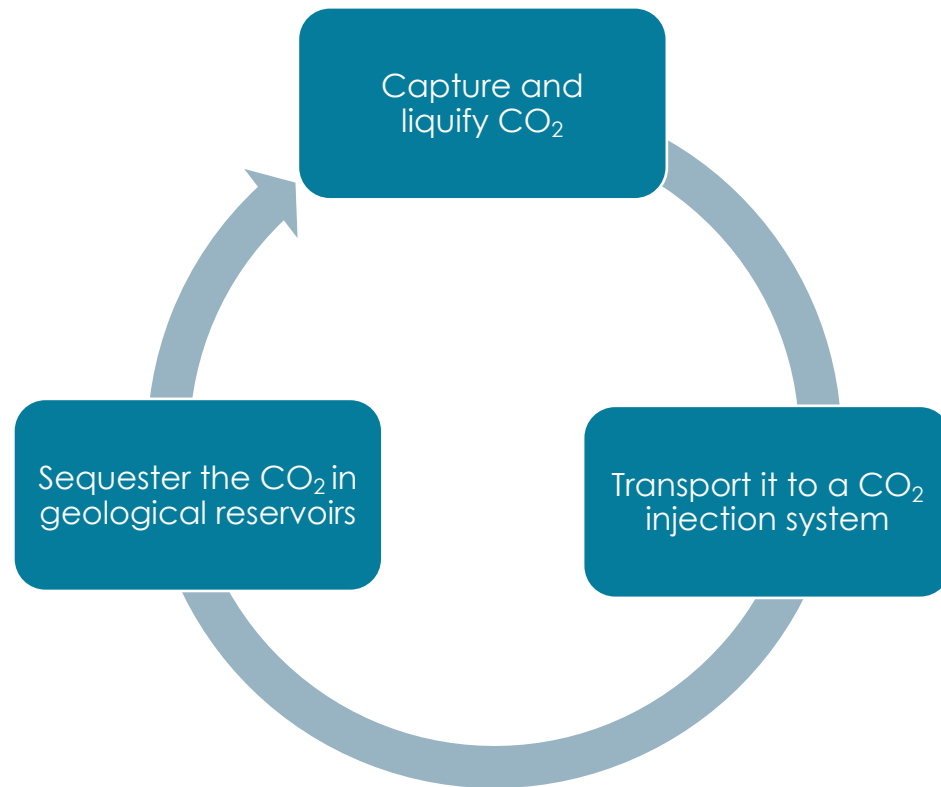 Capture and
liquify CO₂
Sequester the CO₂ in
geological reservoirs
Transport it to a CO₂
injection system